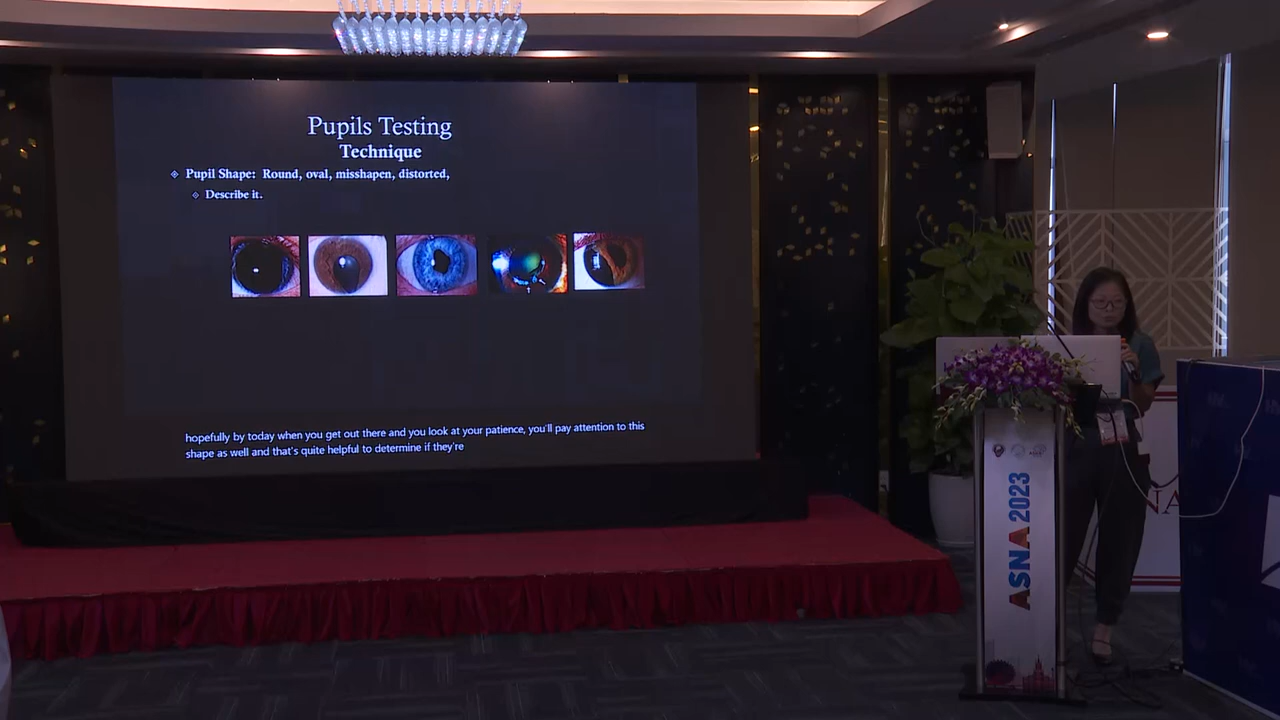 Pupils Testing
Technique
Pupil Shape: Round, oval, misshapen, distorted,
Describe it.
hopefully by today when you get out there and you look at your patience, you'll pay attention to this
shape as well and that's quite helpful to determine if they're
ASNA 2023
NA